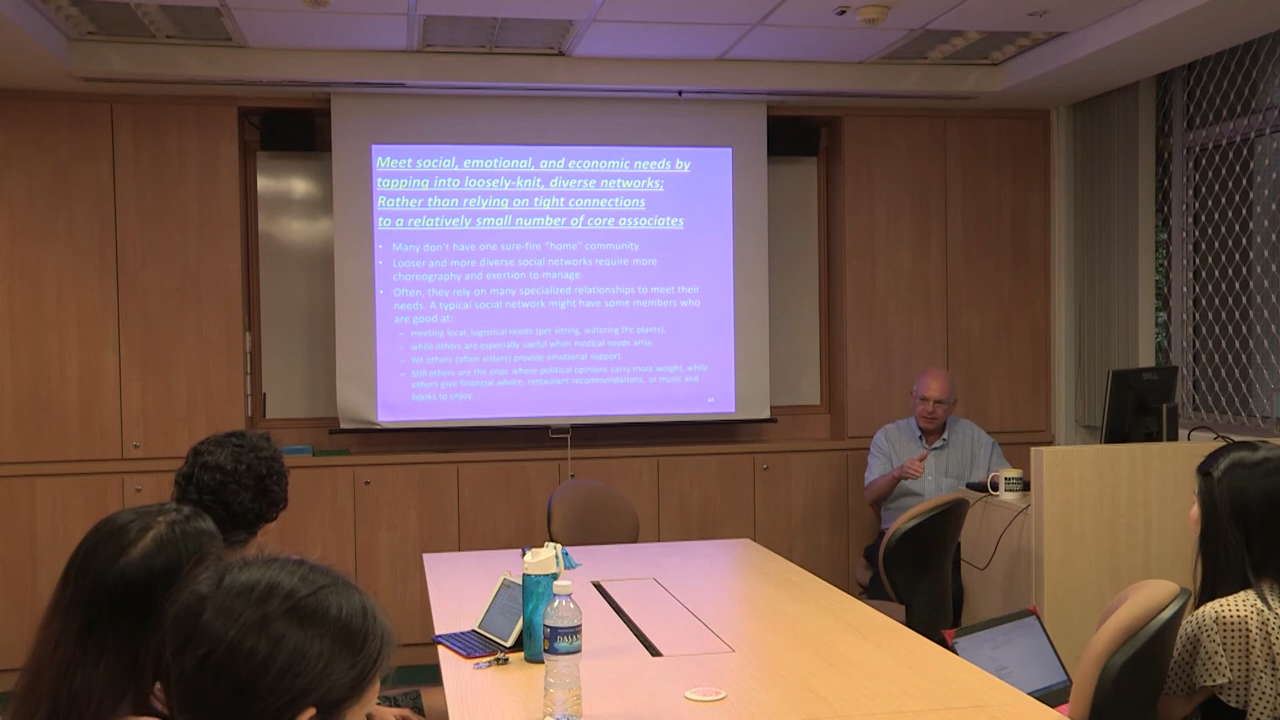 Meet social, emotional, and economic needs by
tapping into loosely-knit, diverse networks;
Rather than relying on tight connections
to a relatively small number of core associates
• Many don't have one sure-fire "home" community.
• Looser and more diverse social networks require more
choreography and exertion to manage.
• Often, they rely on many specialized relationships to meet their
needs. A typical social network might have some members who
are good at:
– meeting local, logistical needs (pet sitting, watering the plants),
– while others are especially useful when medical needs arise.
– Yet others (often sisters) provide emotional support.
– Still others are the ones whose political opinions carry more weight, while
others give financial advice, restaurant recommendations, or music and
books to enjoy.
DASANI
DELL